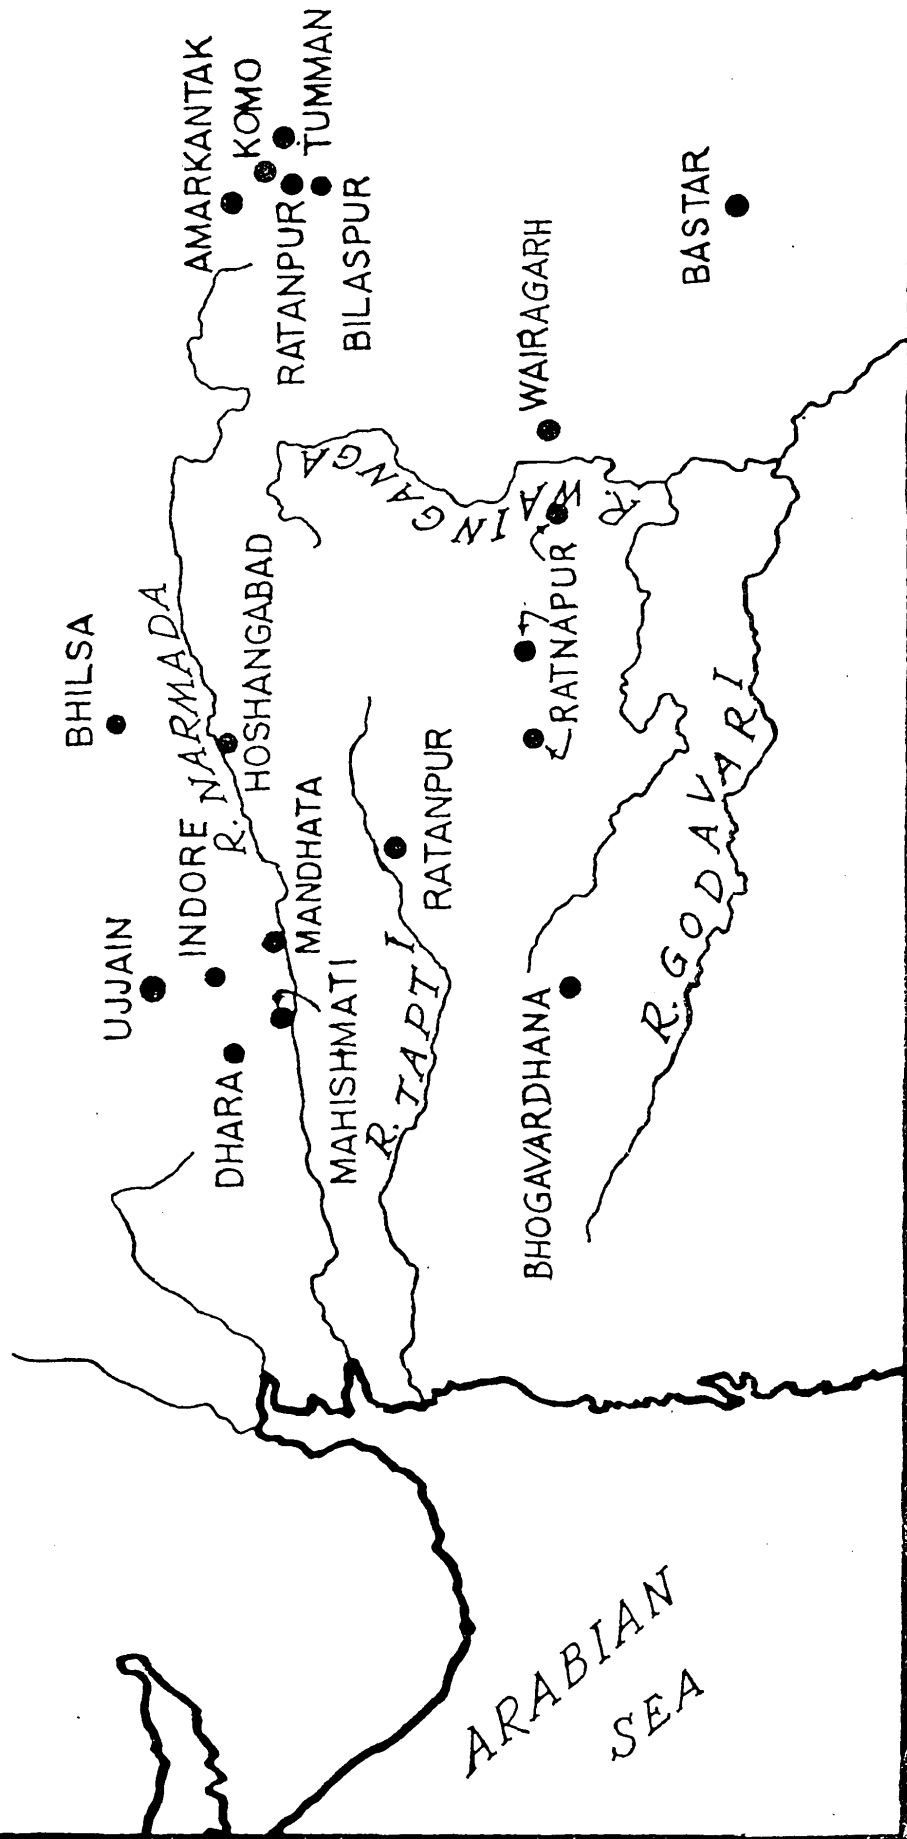 AMARKANTAK
KOMO
TUMMAN
RATANPUR
BILASPUR
BHILSA
R. NARMADA
HOSHANGABAD
UJJAIN
INDORE
DHARA
MANDHATA
MAHISHMATI
R. TAPTI
RATANPUR
R. WAINGANGA
WAIRAGARH
RATNAPUR
BASTAR
BHOGAVARDHANA
R. GODAVARI
ARABIAN
SEA